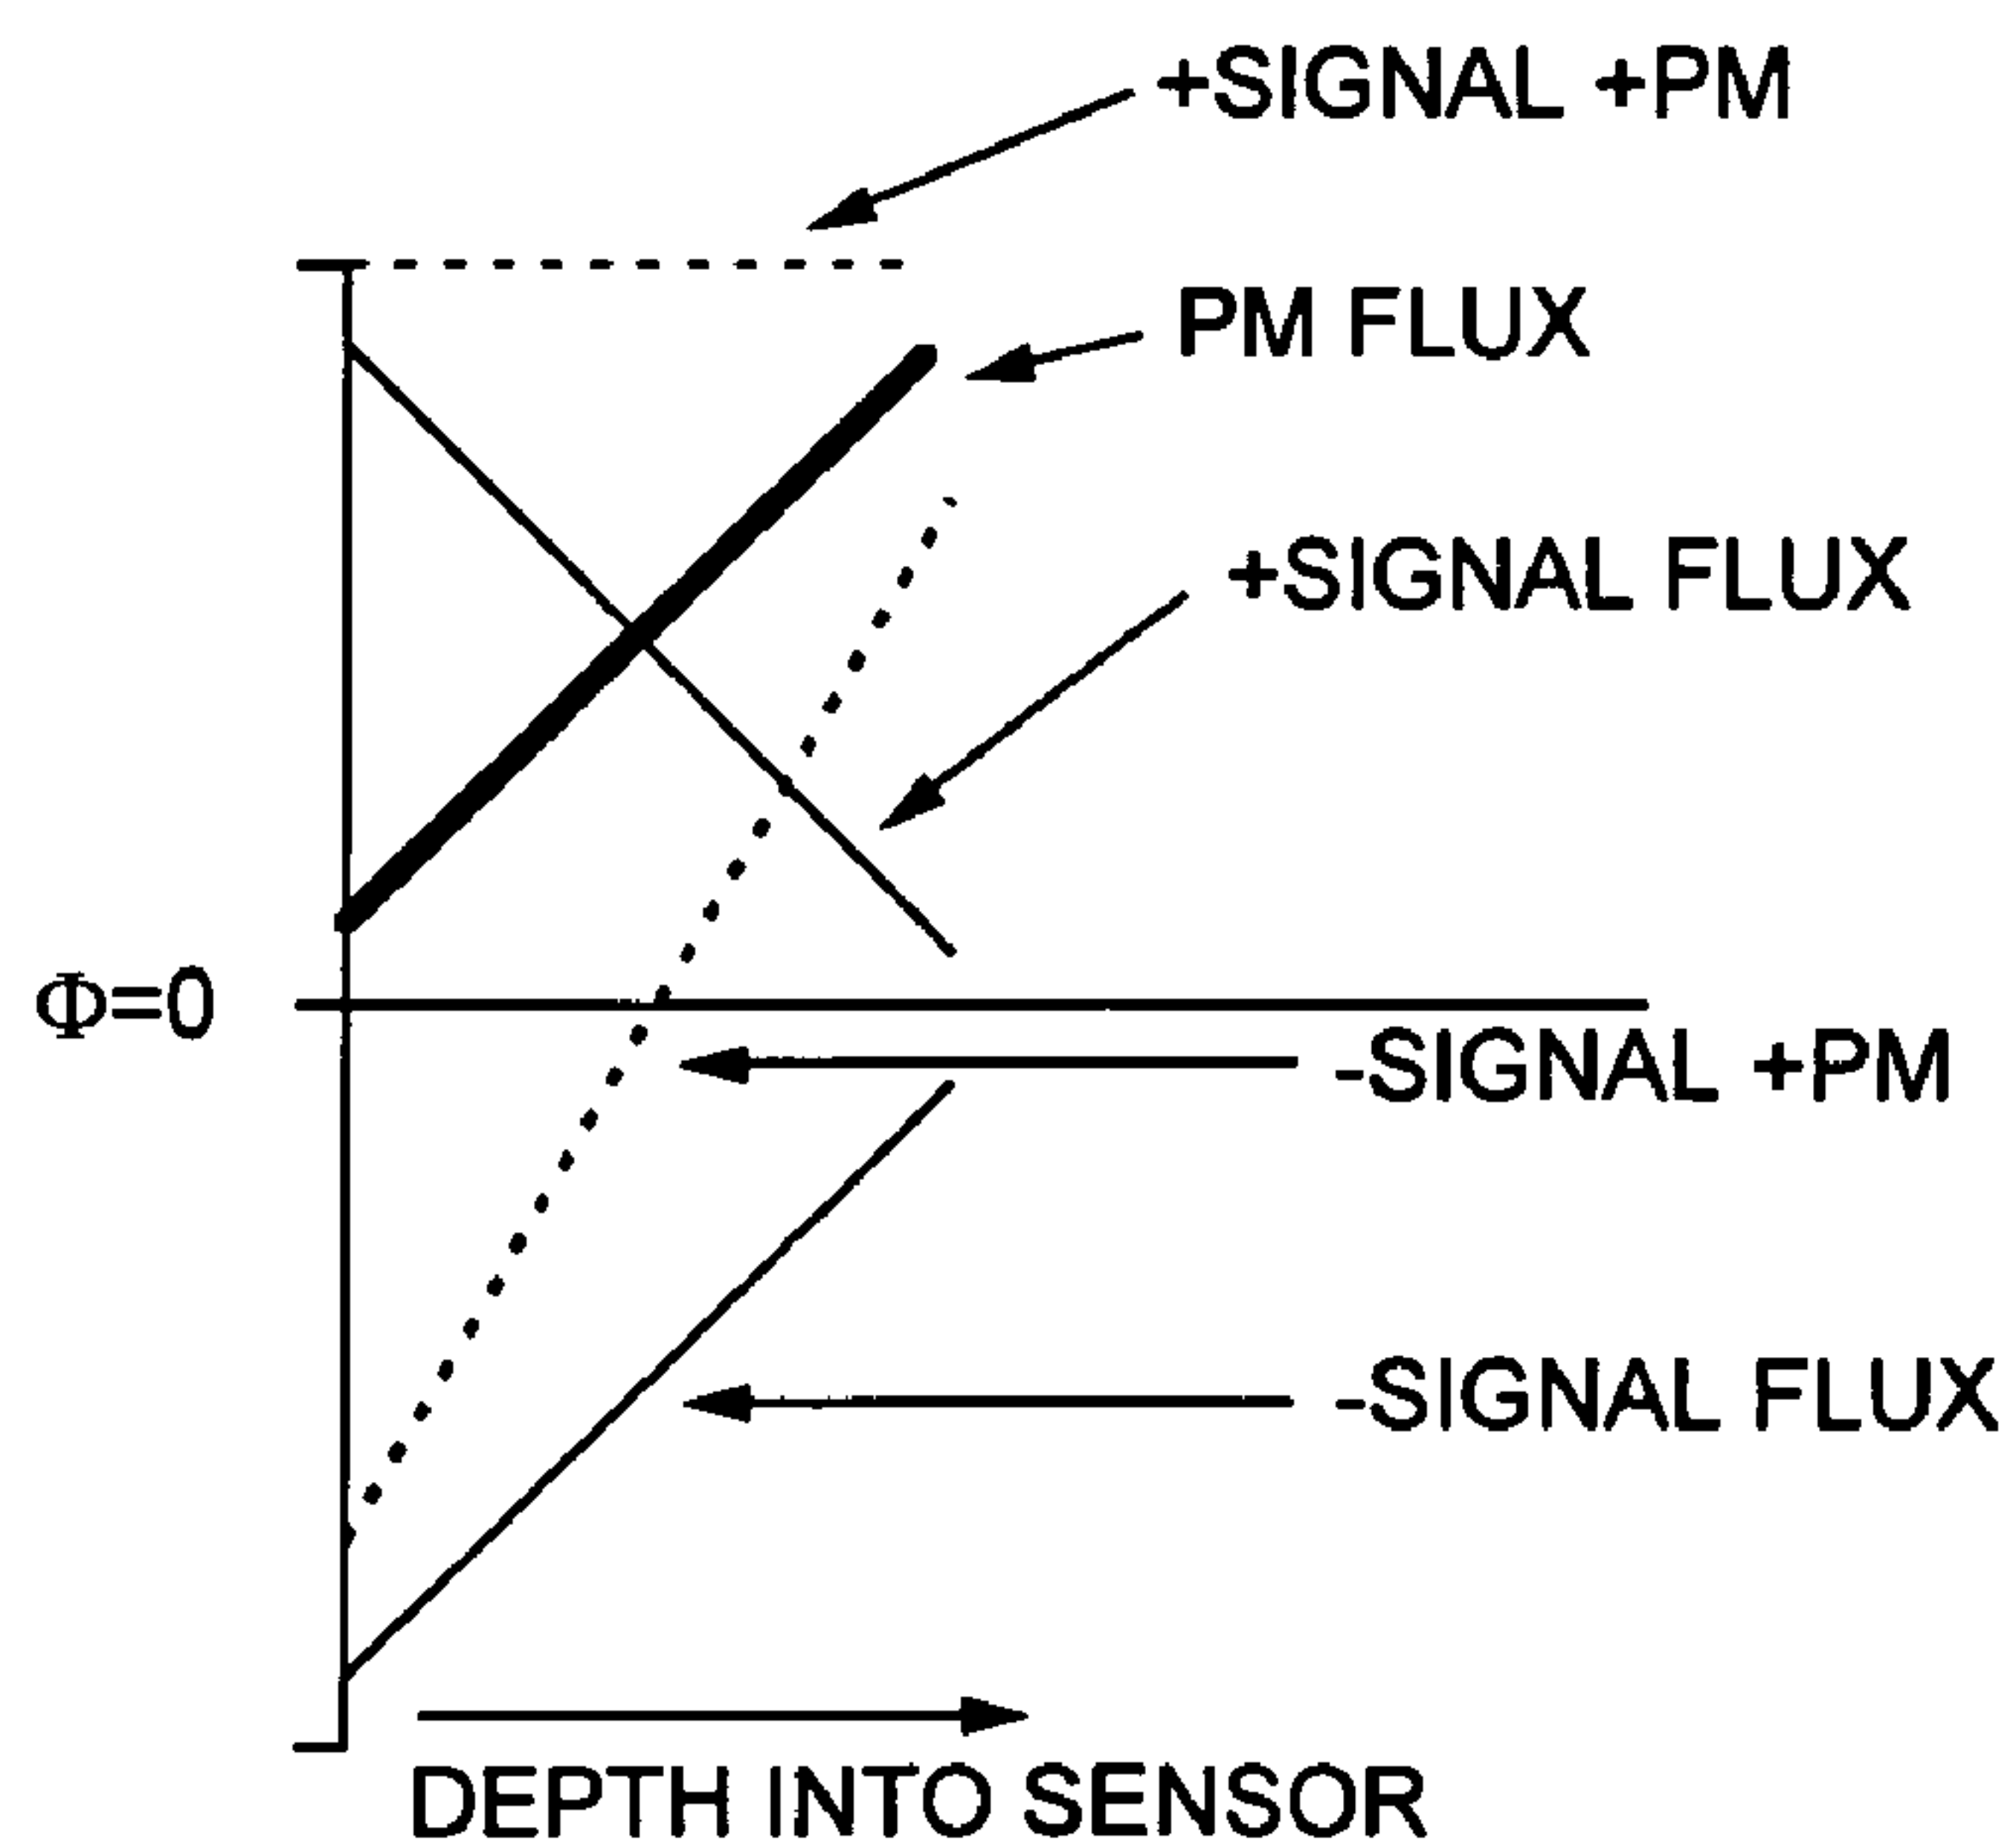 +SIGNAL +PM
PM FLUX
+SIGNAL FLUX
Φ=0
-SIGNAL +PM
-SIGNAL FLUX
DEPTH INTO SENSOR